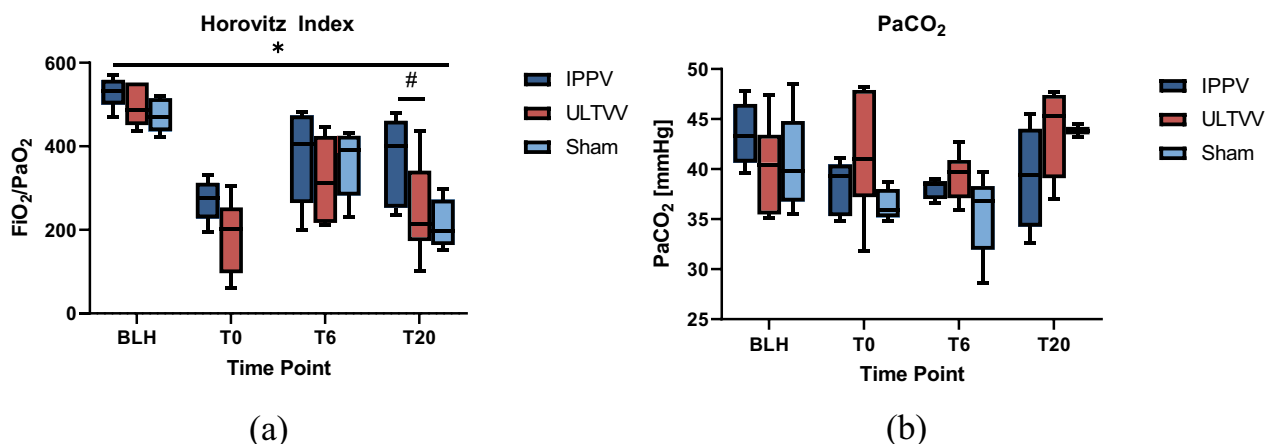 Horovitz Index
*
600
400
200
0
#
FiO₂/PaO₂
BLH T0 T6 T20
Time Point
IPPV
ULTVV
Sham
(a)
PaCO₂
50
45
40
35
30
25
PaCO₂ [mmHg]
BLH T0 T6 T20
Time Point
IPPV
ULTVV
Sham
(b)